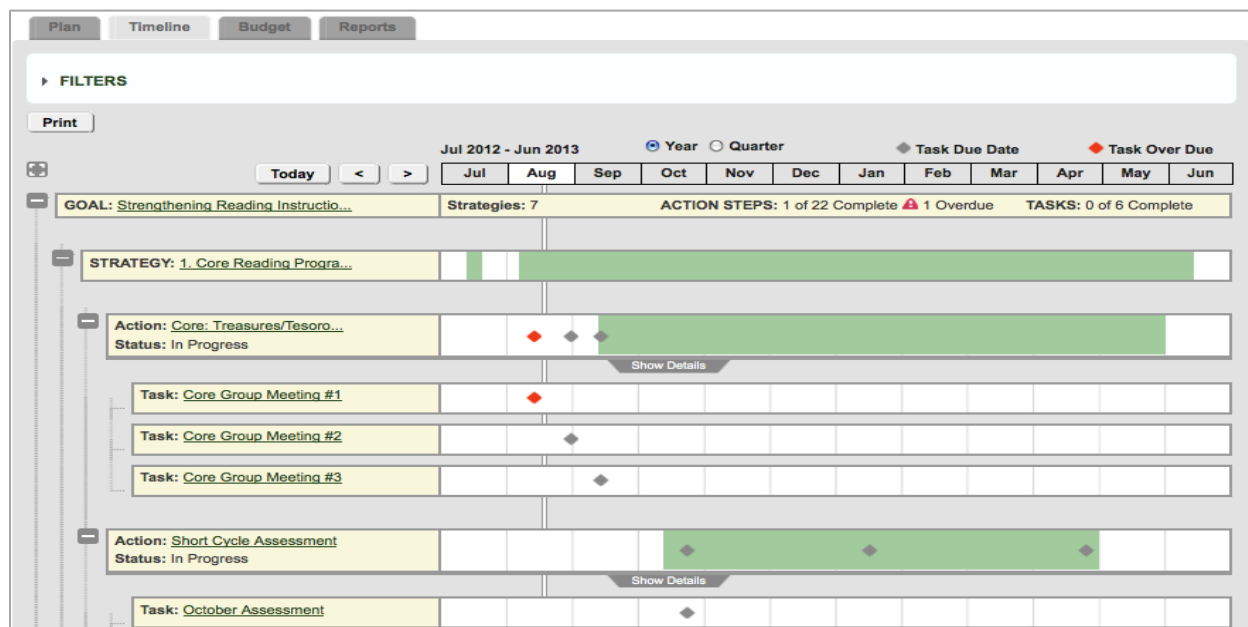 Plan Timeline Budget Reports
FILTERS
Print
Jul 2012 - Jun 2013 Year Quarter Task Due Date Task Over Due
Today < > Jul Aug Sep Oct Nov Dec Jan Feb Mar Apr May Jun
GOAL: Strengthening Reading Instructio... Strategies: 7 ACTION STEPS: 1 of 22 Complete 1 Overdue TASKS: 0 of 6 Complete
STRATEGY: 1. Core Reading Progra...
Action: Core: Treasures/Tesoro...
Status: In Progress
Show Details
Task: Core Group Meeting #1
Task: Core Group Meeting #2
Task: Core Group Meeting #3
Action: Short Cycle Assessment
Status: In Progress
Show Details
Task: October Assessment